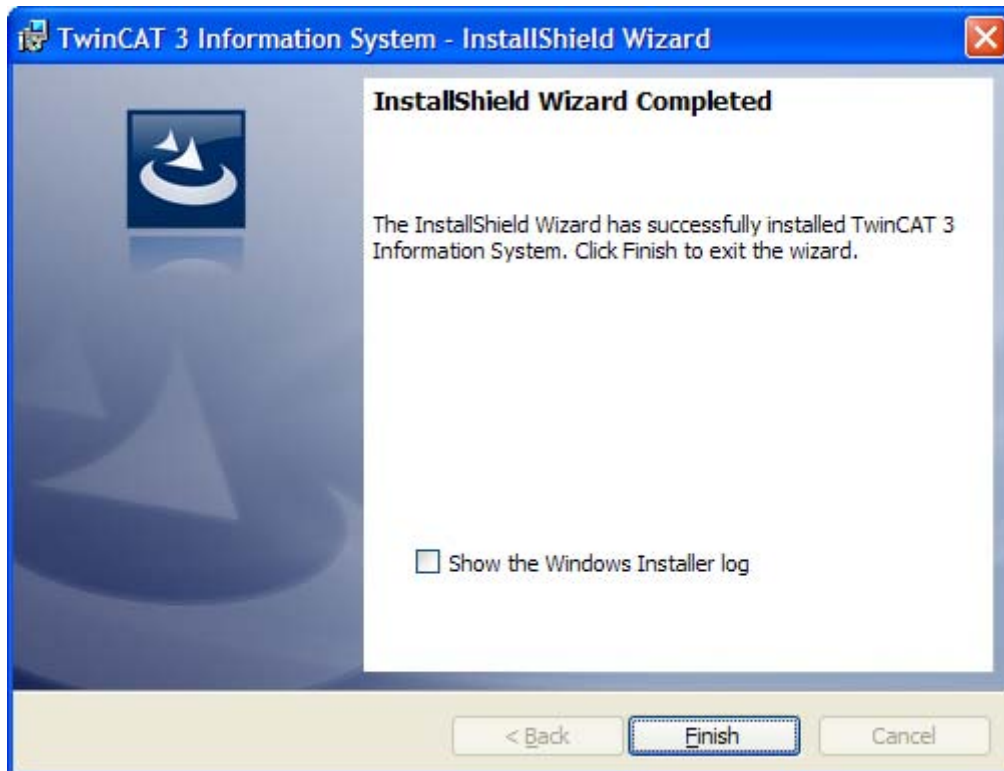 TwinCAT 3 Information System - InstallShield Wizard
InstallShield Wizard Completed
The InstallShield Wizard has successfully installed TwinCAT 3
Information System. Click Finish to exit the wizard.
Show the Windows Installer log
< Back Finish Cancel